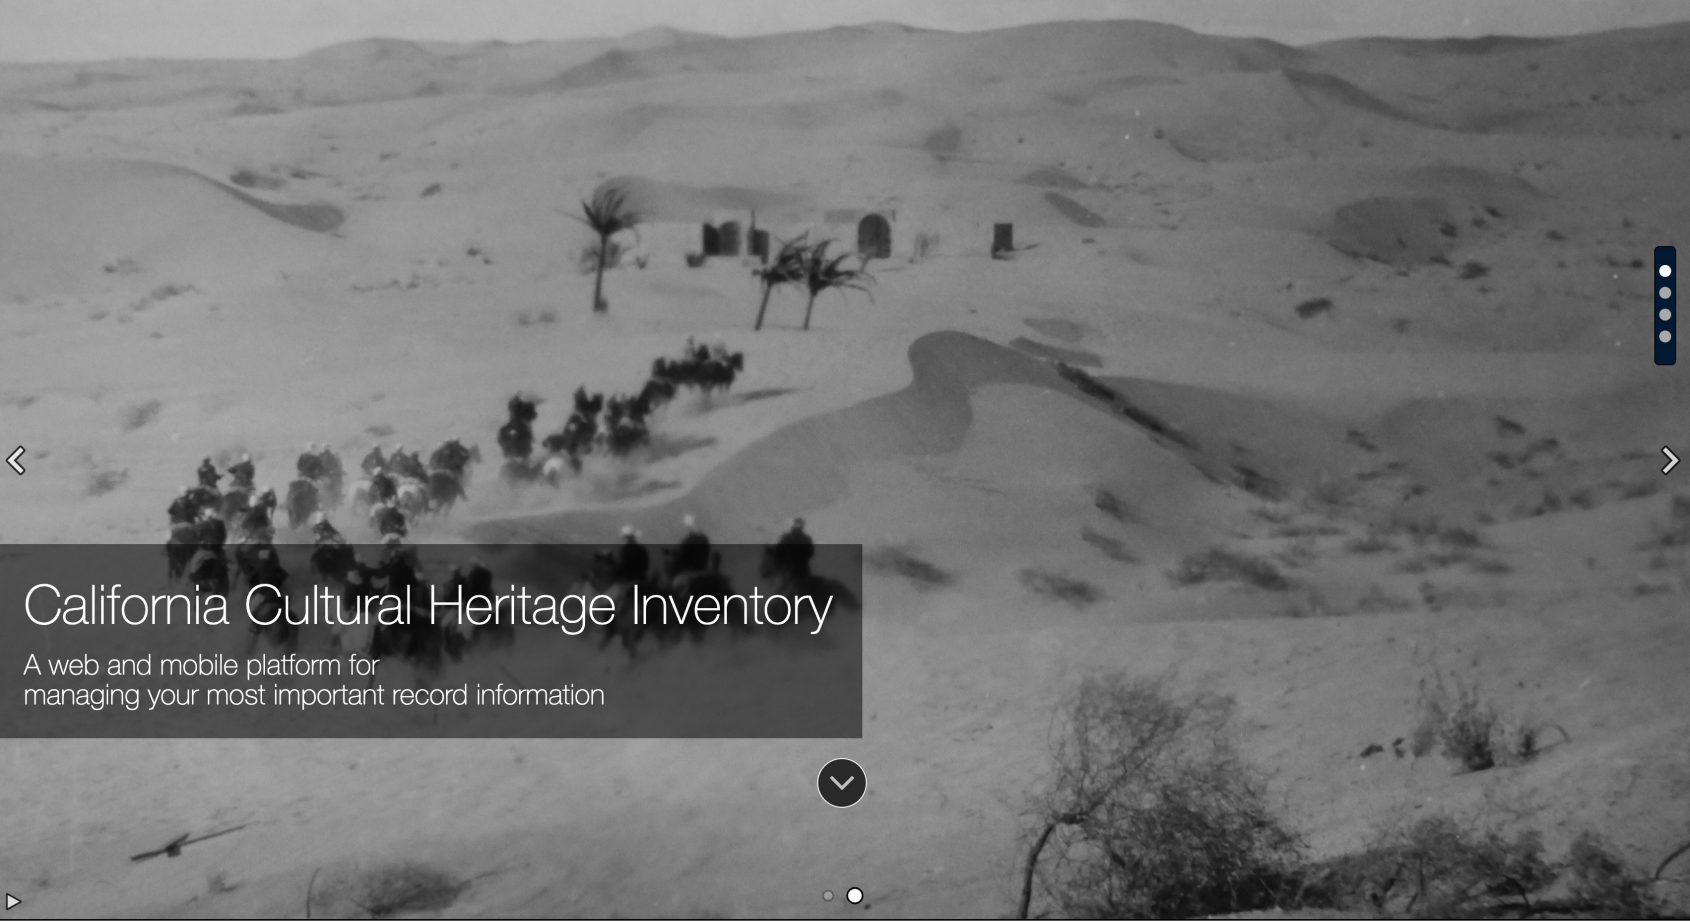 California Cultural Heritage Inventory
A web and mobile platform for
managing your most important record information